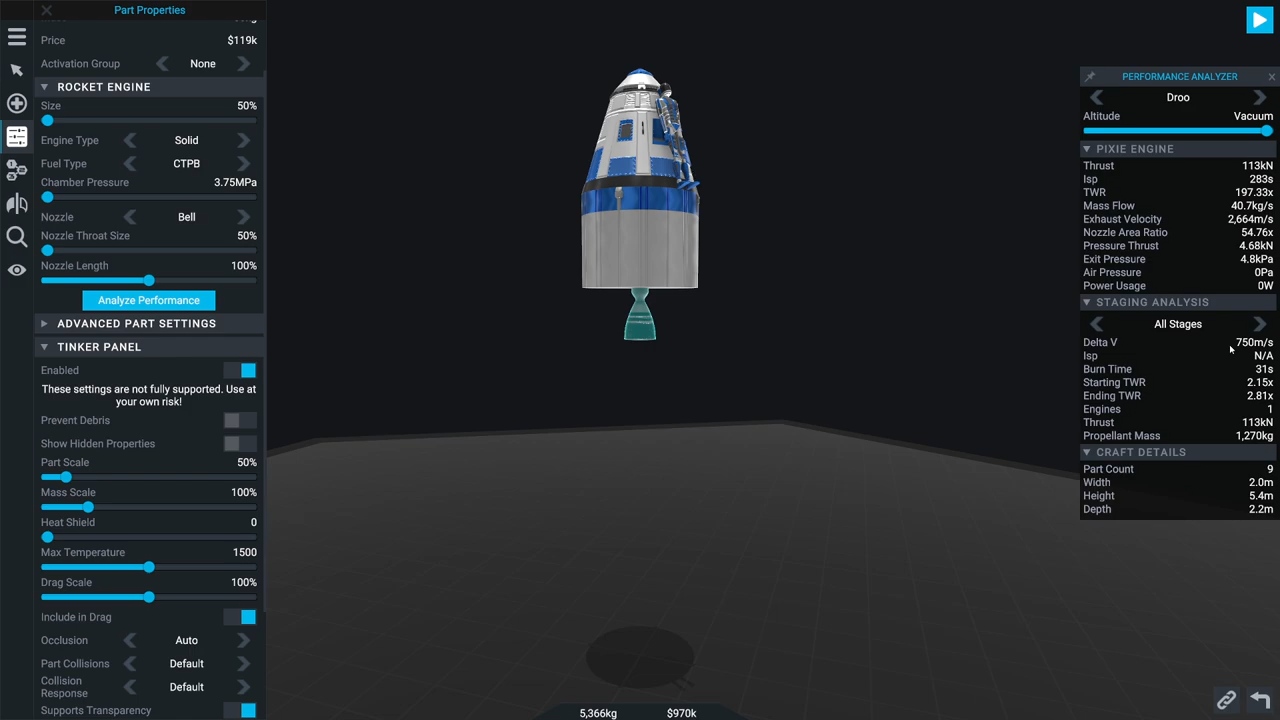 Part Properties
Price $119k
Activation Group None
ROCKET ENGINE
Size 50%
Engine Type Solid
Fuel Type CTPB
Chamber Pressure 3.75MPa
Nozzle Bell
Nozzle Throat Size 50%
Nozzle Length 100%
Analyze Performance
ADVANCED PART SETTINGS
TINKER PANEL
Enabled
These settings are not fully supported. Use at
your own risk!
Prevent Debris
Show Hidden Properties
Part Scale 50%
Mass Scale 100%
Heat Shield 0
Max Temperature 1500
Drag Scale 100%
Include in Drag
Occlusion Auto
Part Collisions Default
Collision
Response Default
Supports Transparency
5,366kg $970k
PERFORMANCE ANALYZER
Droo
Altitude Vacuum
PIXIE ENGINE
Thrust 113kN
Isp 283s
TWR 197.33x
Mass Flow 40.7kg/s
Exhaust Velocity 2,664m/s
Nozzle Area Ratio 54.76x
Pressure Thrust 4.68kN
Exit Pressure 4.8kPa
Air Pressure 0Pa
Power Usage 0W
STAGING ANALYSIS
All Stages
Delta V 750m/s
Isp N/A
Burn Time 31s
Starting TWR 2.15x
Ending TWR 2.81x
Engines 1
Thrust 113kN
Propellant Mass 1,270kg
CRAFT DETAILS
Part Count 9
Width 2.0m
Height 5.4m
Depth 2.2m